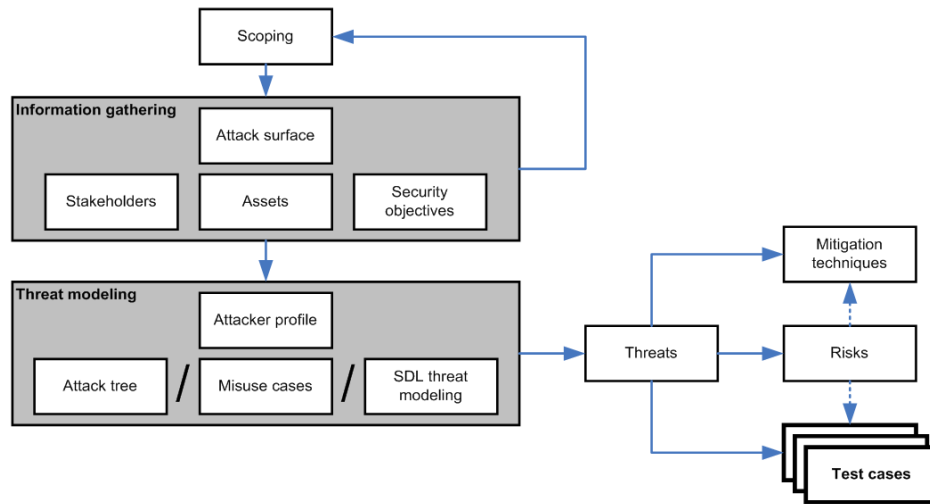 Scoping
Information gathering
Attack surface
Stakeholders
Assets
Security
objectives
Mitigation
techniques
Threat modeling
Attacker profile
Threats
Risks
Attack tree
/
Misuse cases
/
SDL threat
modeling
Test cases